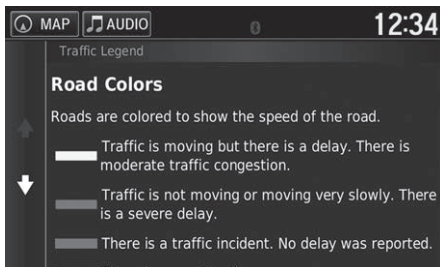 MAP AUDIO 12:34
Traffic Legend
Road Colors
Roads are colored to show the speed of the road.
Traffic is moving but there is a delay. There is
moderate traffic congestion.
Traffic is not moving or moving very slowly. There
is a severe delay.
There is a traffic incident. No delay was reported.